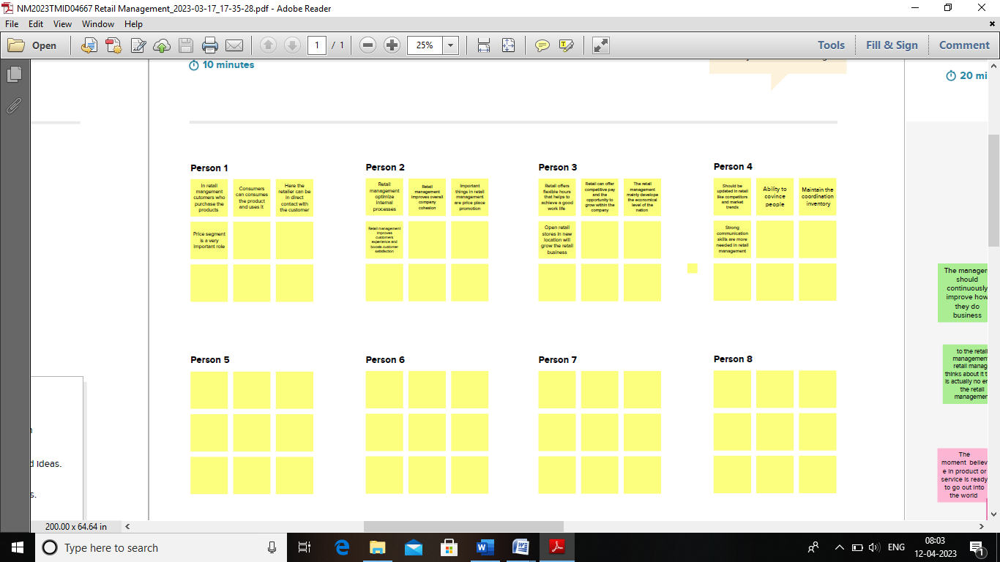 NM2023TMID04667 Retail Management_2023-03-17_17-35-28.pdf - Adobe Reader
File Edit View Window Help
Open
1 / 1
25%
Tools
Fill & Sign
Comment
10 minutes
20 mi
Person 1
In retail
mangement
cutomers who
purchase the
products
Consumers
can consumes
the product
and uses it
Here the
retailer can be
in direct
contact with
the customer
Price segment
is a very
important role
Person 2
Retail
management
optimize
internal
processes
Retail
management
improves overall
company
cohesion
Important
things in retail
management
are price place
promotion
Retail management
improves
customers
experience and
boosts customer
satisfaction
Person 3
Retail offers
flexible hours
that helps to
achieve a good
work life
Retail can offer
competitive pay
and the
opportunity to
grow within the
company
The retail
management
mainly develope
the economical
level of the
nation
Open retail
stores in new
location will
grow the retail
business
Person 4
Should be
updated in retail
like competitors
and market
trends
Ability to
covince
people
Maintain the
coordination
inventory
Strong
communication
skills are more
needed in retail
management
Person 5
Person 6
Person 7
Person 8
The manager
should
continuously
improve how
they do
business
to the retail
management
retail manag
thinks about it t
is actually no en
the retail
managemen
The
moment believ
e in product or
service is ready
to go out into
the world
d ideas.
s.
200.00 x 64.64 in
Type here to search
ENG
08:03
12-04-2023
1